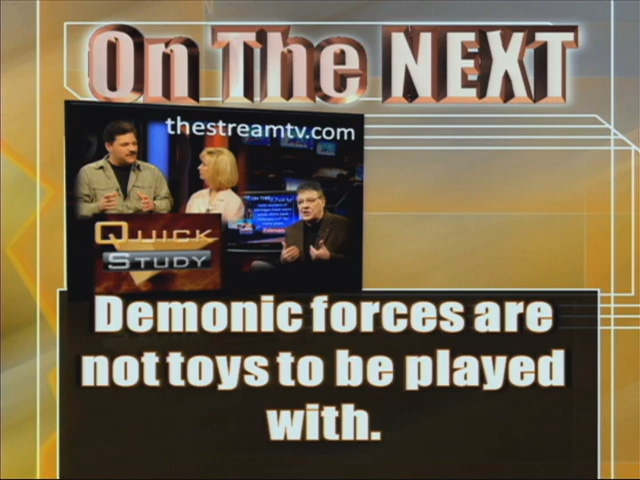 On The NEXT
thestreamtv.com
QUICK
STUDY
Demonic forces are
not toys to be played
with.